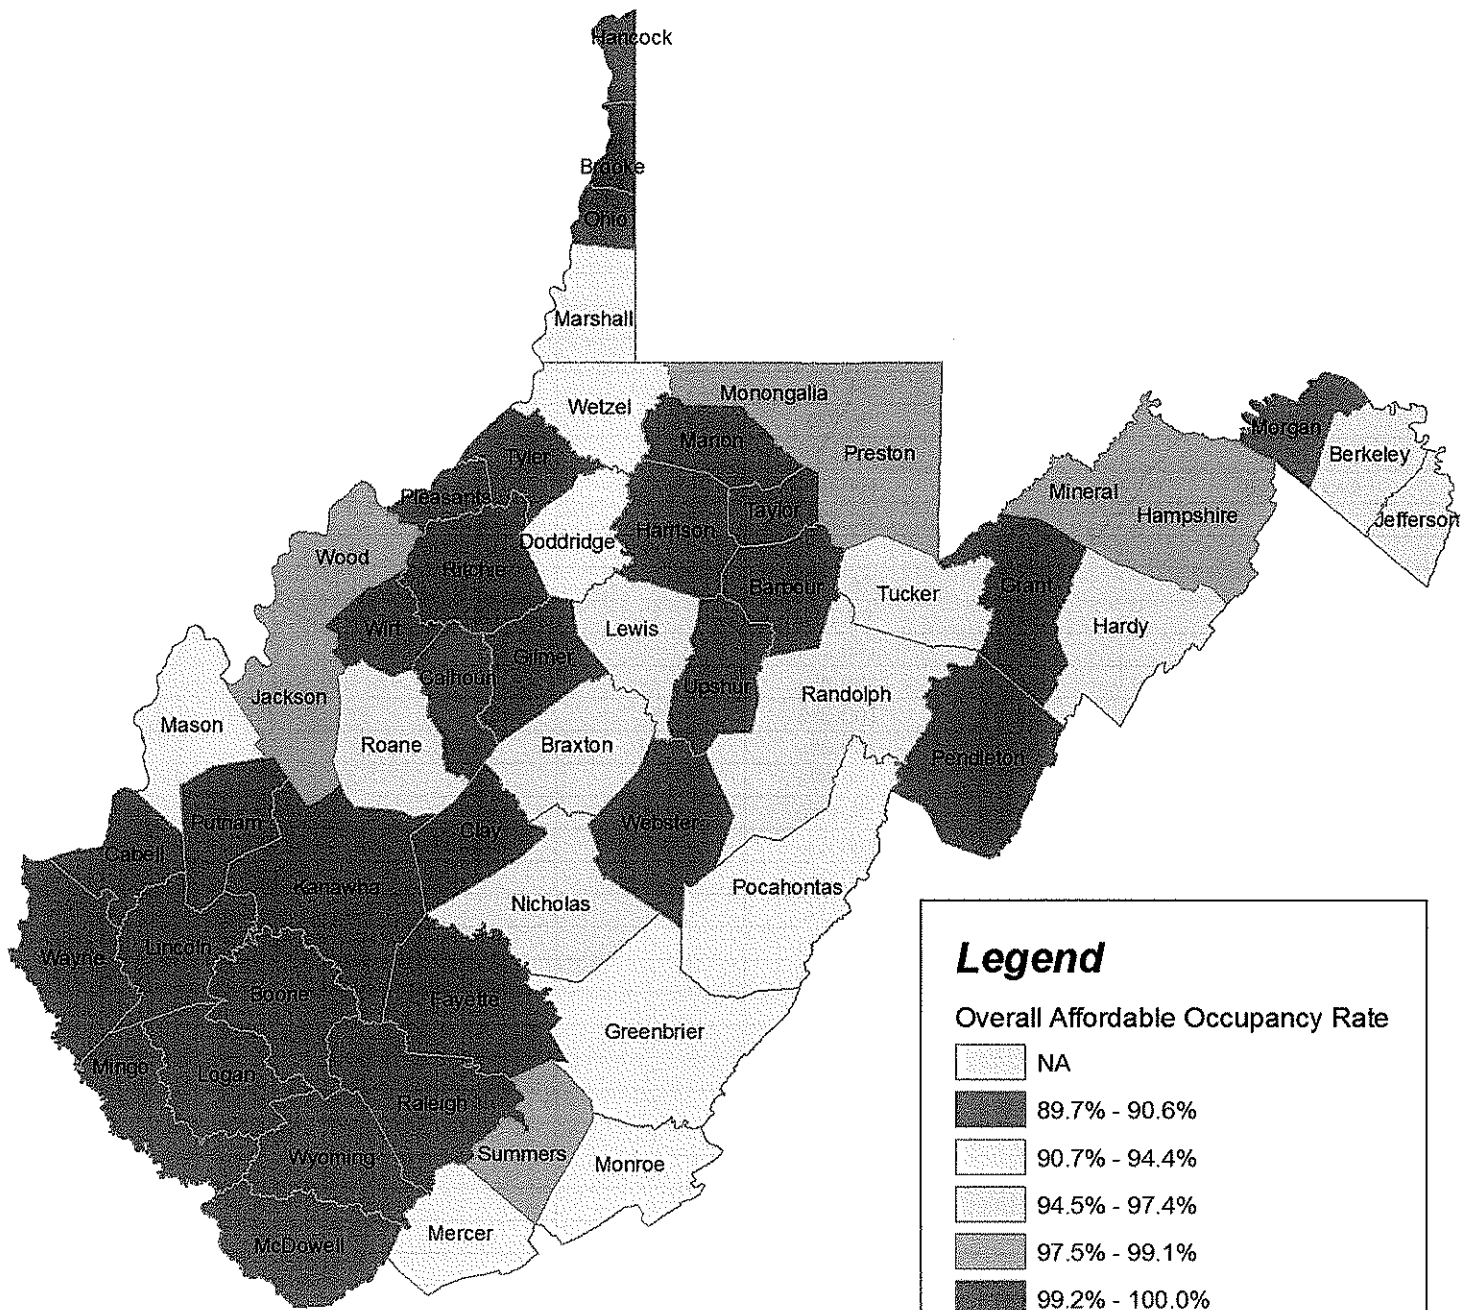 Hancock
Brooke
Ohio
Marshall
Wetzel
Monongalia
Marion
Preston
Tyler
Pleasants
Taylor
Harrison
Doddridge
Wood
Ritchie
Barbour
Tucker
Grant
Mineral
Hampshire
Morgan
Berkeley
Jefferson
Hardy
Wirt
Lewis
Gilmer
Calhoun
Upshur
Randolph
Jackson
Mason
Roane
Braxton
Pendleton
Putnam
Clay
Webster
Cabell
Kanawha
Pocahontas
Nicholas
Wayne
Lincoln
Boone
Fayette
Greenbrier
Mingo
Logan
Raleigh
Wyoming
Summers
Monroe
Mercer
McDowell
Legend
Overall Affordable Occupancy Rate
NA
89.7% - 90.6%
90.7% - 94.4%
94.5% - 97.4%
97.5% - 99.1%
99.2% - 100.0%